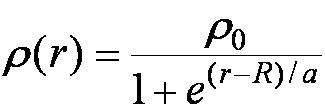 ρ(r) = ρ₀ / (1 + e^{(r−R)/a})